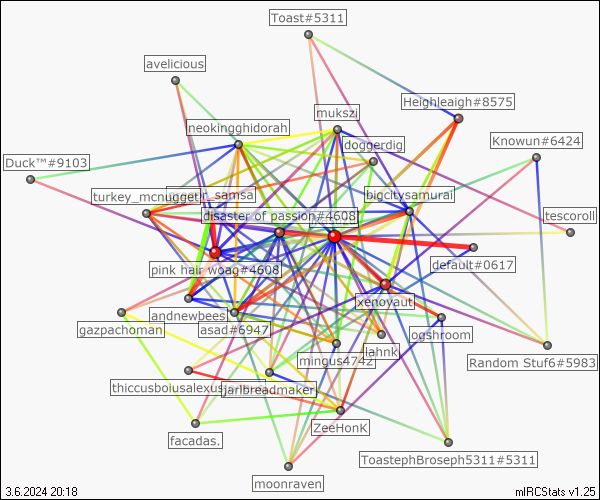 Toast#5311
avelicious
Heighleaigh#8575
mukszi
neokingghidorah
doggerdig
Knowun#6424
Duck™#9103
turkey_mcnugget
samsa
bigcitysamurai
disaster of passion#4608
tescoroll
default#0617
pink hair woag#4608
xenoyaut
andnewbees
gazpachoman
asad#6947
ogshroom
mingus4742
lahnk
Random Stuf6#5983
thiccusboiusalexus
jaribreadmaker
ZeeHonK
facadas.
ToastephBroseph5311#5311
moonraven
3.6.2024 20:18
mIRCStats v1.25